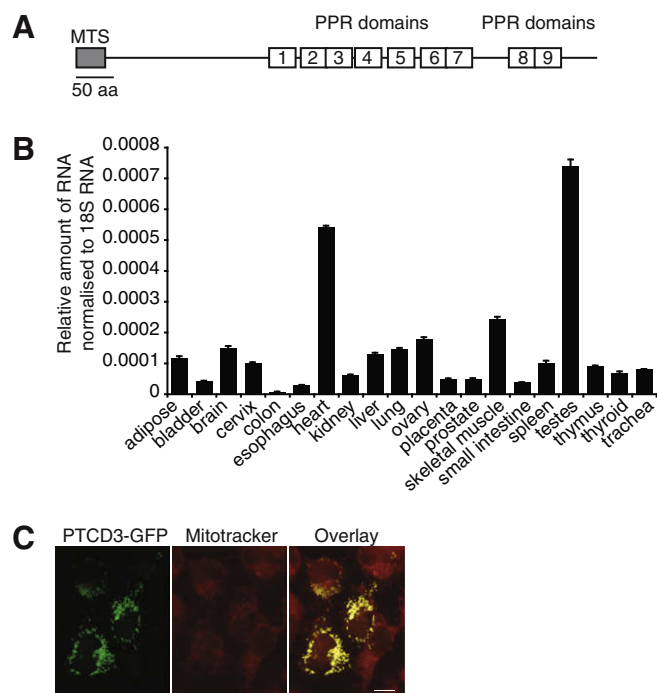 A
MTS
PPR domains
PPR domains
1 2 3 4 5 6 7 8 9
50 aa
B
Relative amount of RNA
normalised to 18S RNA
0.0008
0.0007
0.0006
0.0005
0.0004
0.0003
0.0002
0.0001
0
adipose
bladder
brain
cervix
colon
esophagus
heart
kidney
liver
lung
ovary
placenta
prostate
skeletal muscle
small intestine
spleen
testes
thymus
thyroid
trachea
C
PTCD3-GFP
Mitotracker
Overlay